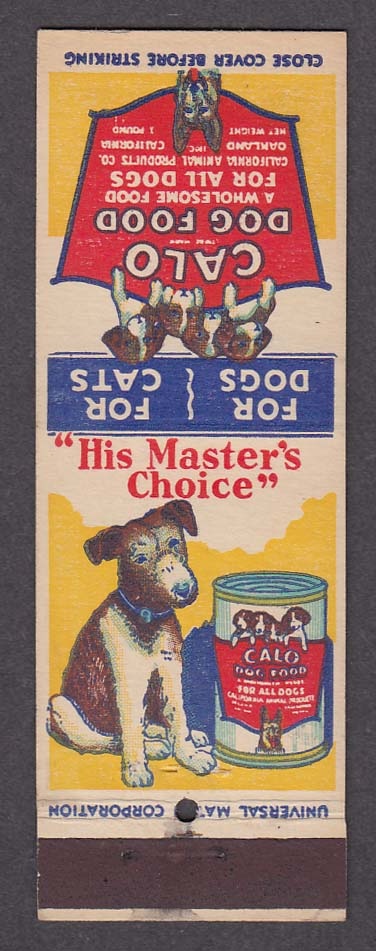 CLOSE COVER BEFORE STRIKING
FOR DOGS { FOR CATS
CALO
TRADE MARK
DOG FOOD
A WHOLESOME FOOD
FOR ALL DOGS
CALIFORNIA ANIMAL PRODUCTS CO.
INC.
OAKLAND CALIFORNIA
NET WEIGHT 1 POUND
"His Master's
Choice"
CALO
DOG FOOD
FOR ALL DOGS
CALIFORNIA ANIMAL PRODUCTS
UNIVERSAL CORPORATION